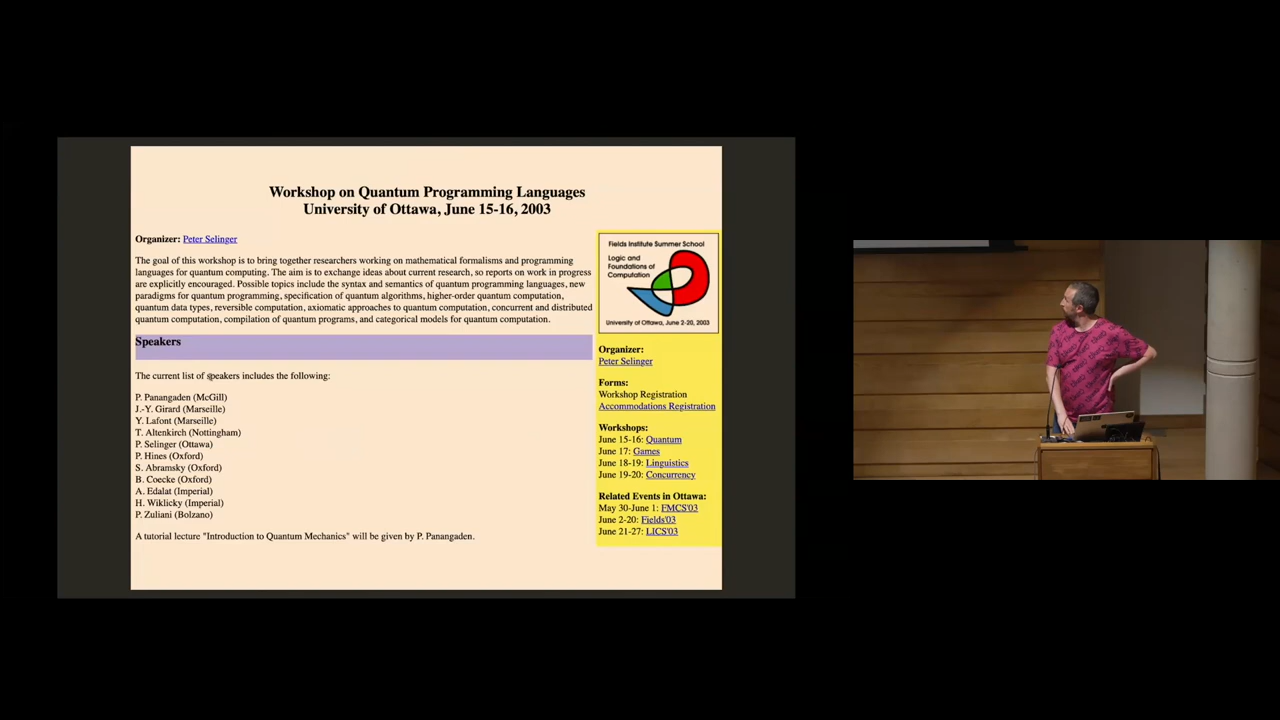 Workshop on Quantum Programming Languages
University of Ottawa, June 15-16, 2003
Organizer: Peter Selinger
The goal of this workshop is to bring together researchers working on mathematical formalisms and programming
languages for quantum computing. The aim is to exchange ideas about current research, so reports on work in progress
are explicitly encouraged. Possible topics include the syntax and semantics of quantum programming languages, new
paradigms for quantum programming, specification of quantum algorithms, higher-order quantum computation,
quantum data types, reversible computation, axiomatic approaches to quantum computation, concurrent and distributed
quantum computation, compilation of quantum programs, and categorical models for quantum computation.
Speakers
The current list of speakers includes the following:
P. Panangaden (McGill)
J.-Y. Girard (Marseille)
Y. Lafont (Marseille)
T. Altenkirch (Nottingham)
P. Selinger (Ottawa)
P. Hines (Oxford)
S. Abramsky (Oxford)
B. Coecke (Oxford)
A. Edalat (Imperial)
H. Wiklicky (Imperial)
P. Zuliani (Bolzano)
A tutorial lecture "Introduction to Quantum Mechanics" will be given by P. Panangaden.
Fields Institute Summer School
Logic and
Foundations of
Computation
University of Ottawa, June 2-20, 2003
Organizer:
Peter Selinger
Forms:
Workshop Registration
Accommodations Registration
Workshops:
June 15-16: Quantum
June 17: Games
June 18-19: Linguistics
June 19-20: Concurrency
Related Events in Ottawa:
May 30-June 1: FMCS'03
June 2-20: Fields'03
June 21-27: LICS'03